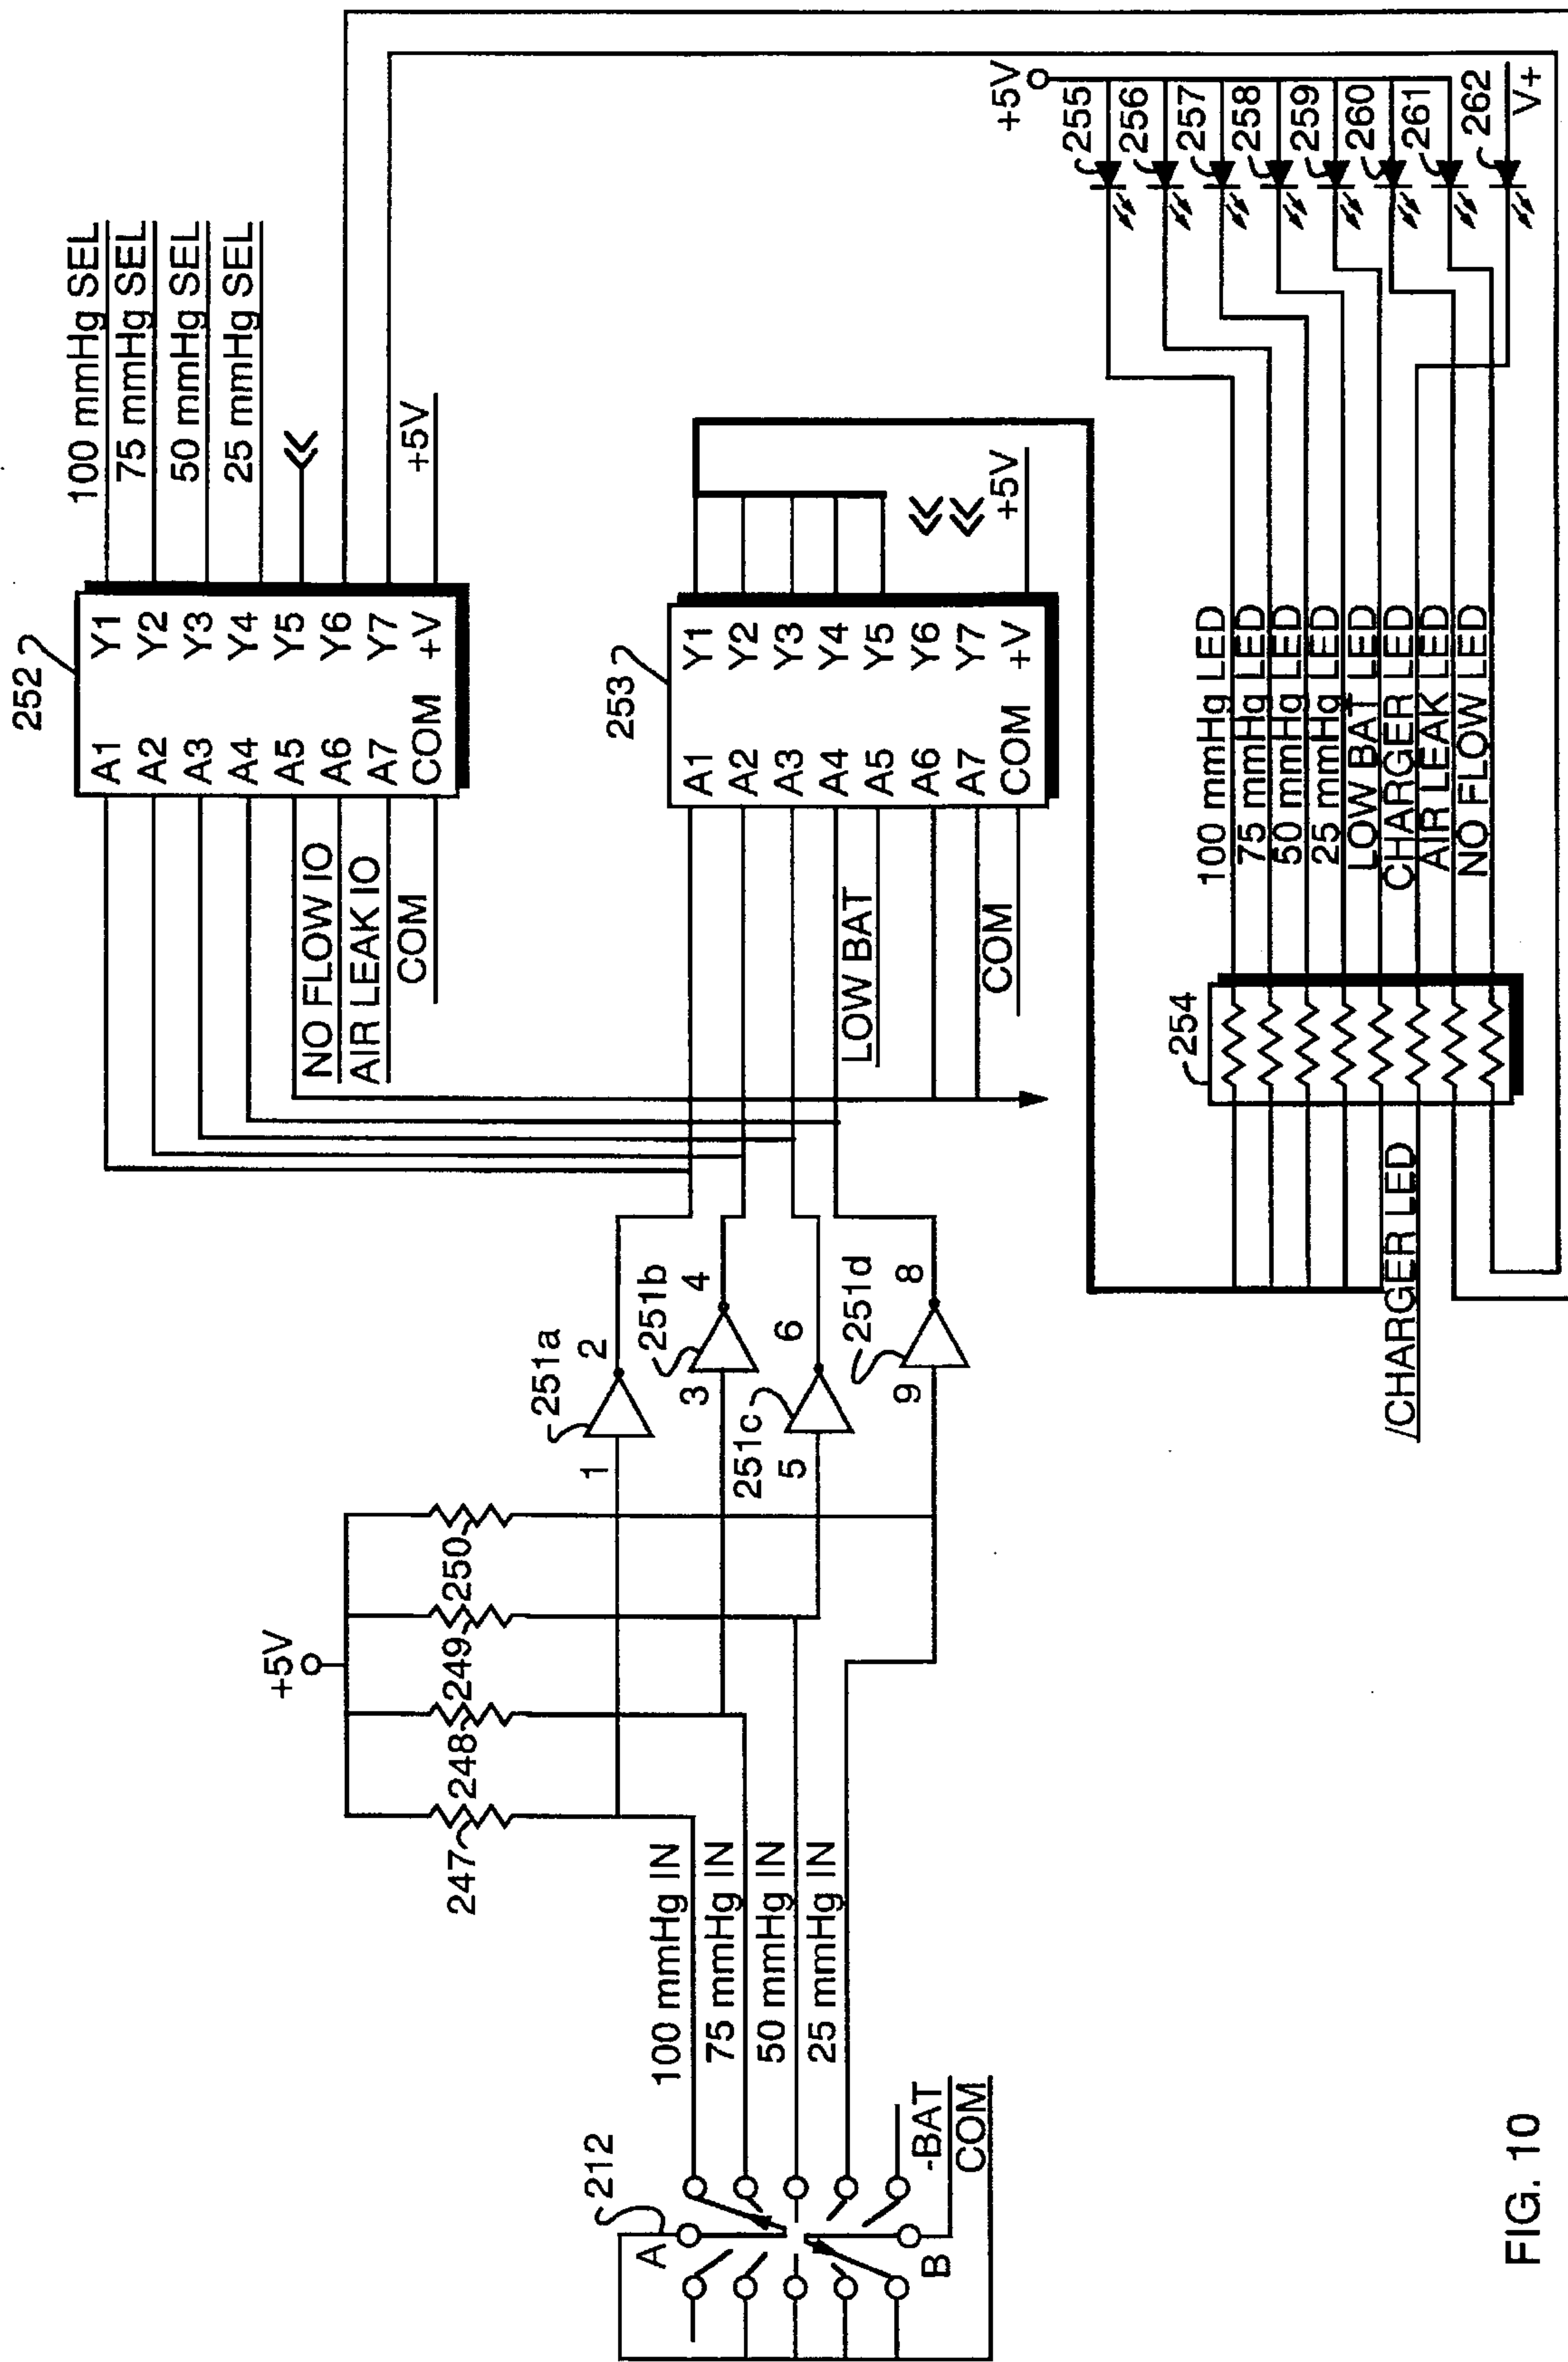 252
A1 Y1
A2 Y2
A3 Y3
A4 Y4
A5 Y5
A6 Y6
A7 Y7
COM +V
100 mmHg SEL
75 mmHg SEL
50 mmHg SEL
25 mmHg SEL
+5V
NO FLOW IO
AIR LEAK IO
COM
253
A1 Y1
A2 Y2
A3 Y3
A4 Y4
A5 Y5
A6 Y6
A7 Y7
COM +V
+5V
LOW BAT
COM
+5V
247
248
249
250
251a
1
2
251b
3
4
251c
5
6
251d
9
8
212
A
B
100 mmHg IN
75 mmHg IN
50 mmHg IN
25 mmHg IN
-BAT
COM
+5V
255
256
257
258
259
260
261
262
V+
254
100 mmHg LED
75 mmHg LED
50 mmHg LED
25 mmHg LED
LOW BAT LED
CHARGER LED
AIR LEAK LED
NO FLOW LED
/CHARGER LED
FIG. 10